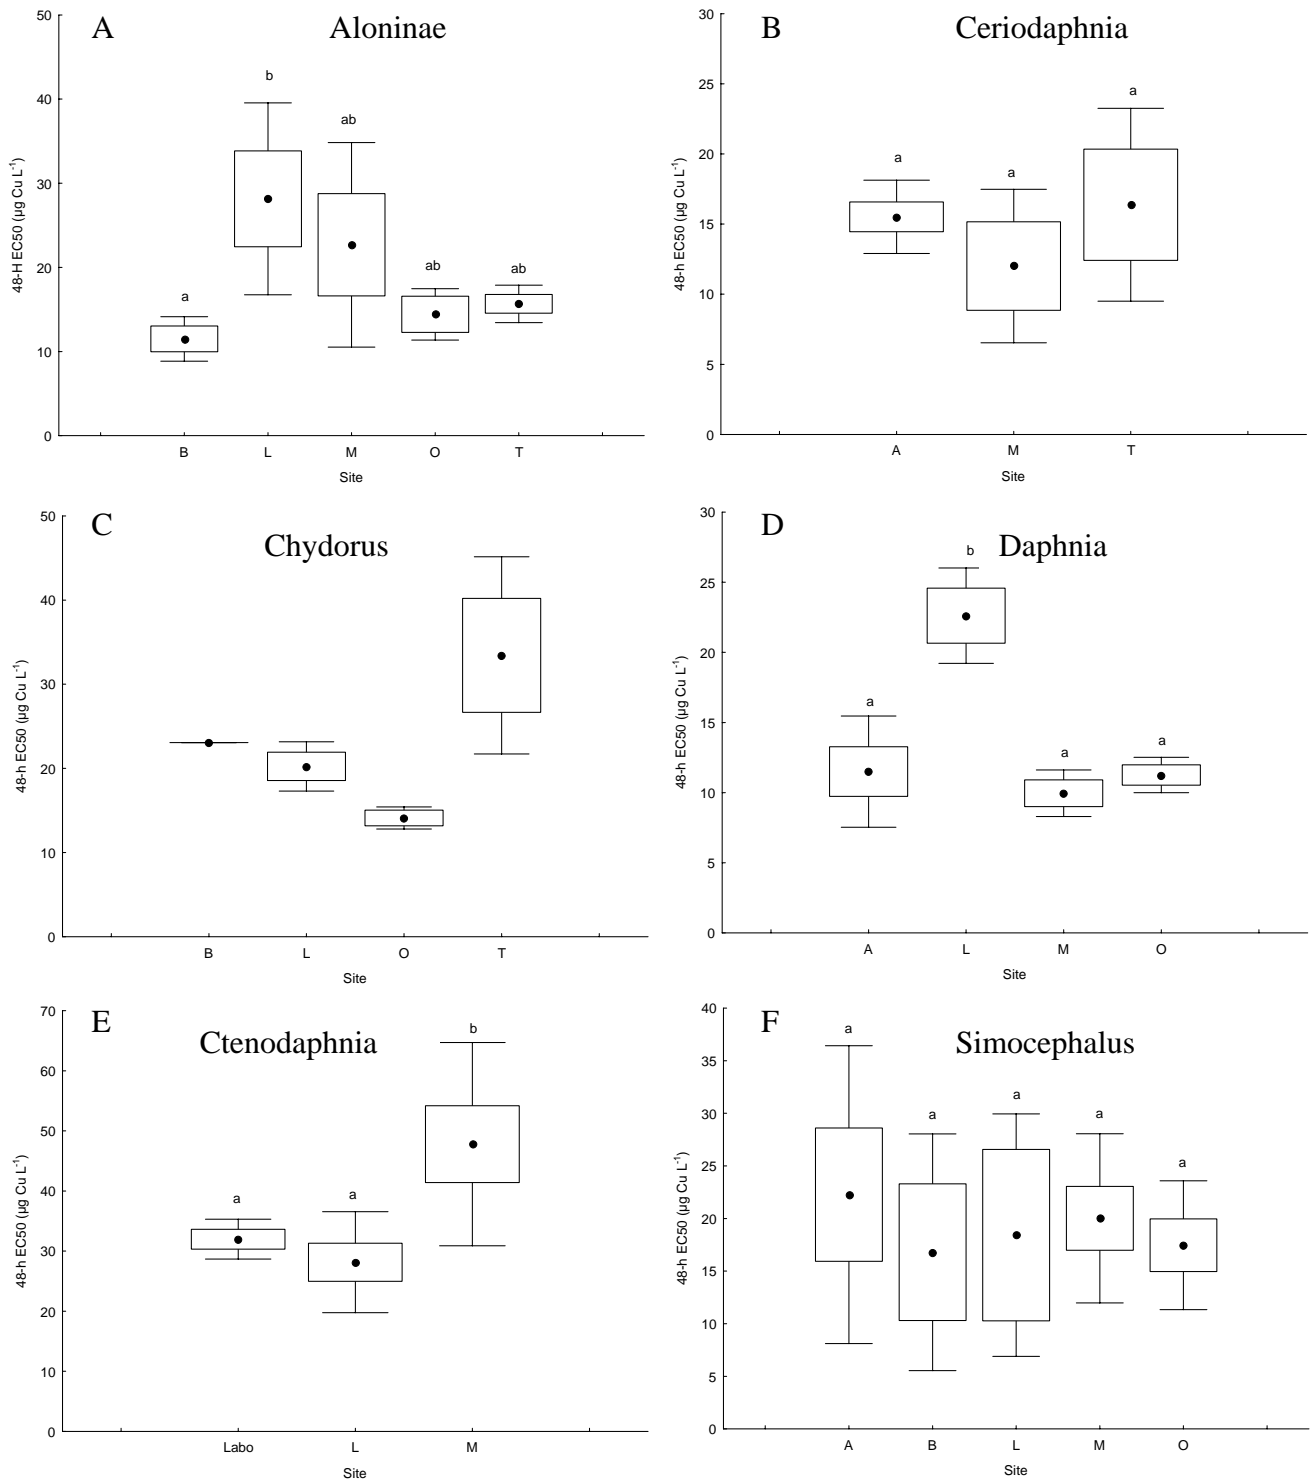 A Aloninae
48-H EC50 (µg Cu L-1)
50
40
30
20
10
0
a
b
ab
ab
ab
B L M O T
Site
B Ceriodaphnia
48-h EC50 (µg Cu L-1)
30
25
20
15
10
5
0
a
a
a
A M T
Site
C Chydorus
48-h EC50 (µg Cu L-1)
50
40
30
20
10
0
B L O T
Site
D Daphnia
48-h EC50 (µg Cu L-1)
30
25
20
15
10
5
0
a
b
a
a
A L M O
Site
E Ctenodaphnia
48-h EC50 (µg Cu L-1)
70
60
50
40
30
20
10
0
a
a
b
Labo L M
Site
F Simocephalus
48-h EC50 (µg Cu L-1)
40
35
30
25
20
15
10
5
0
a
a
a
a
a
A B L M O
Site